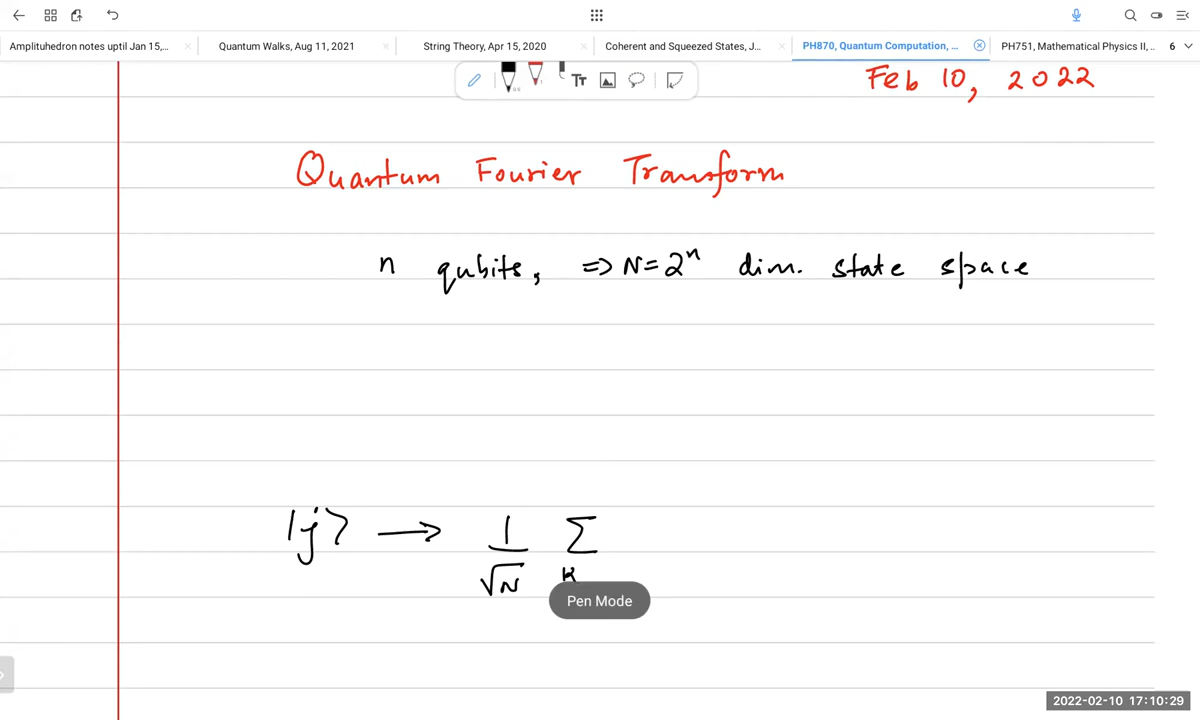 Amplituhedron notes uptil Jan 15,...
Quantum Walks, Aug 11, 2021
String Theory, Apr 15, 2020
Coherent and Squeezed States, J...
PH870, Quantum Computation, ...
PH751, Mathematical Physics II, ..
6
Tт
Feb 10, 2022
Quantum Fourier Transform
n qubits, => N=2^n dim. state space
|j> → 1/√N Σ k
Pen Mode
2022-02-10 17:10:29